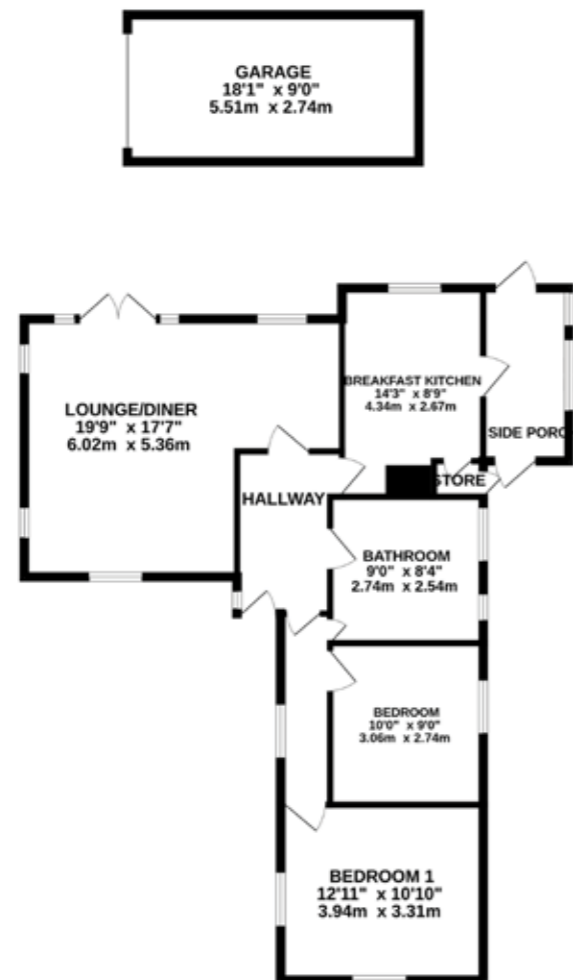 GARAGE
18'1" x 9'0"
5.51m x 2.74m
BREAKFAST KITCHEN
14'3" x 8'9"
4.34m x 2.67m
LOUNGE/DINER
19'9" x 17'7"
6.02m x 5.36m
SIDE PORC
STORE
HALLWAY
BATHROOM
9'0" x 8'4"
2.74m x 2.54m
BEDROOM
10'0" x 9'0"
3.06m x 2.74m
BEDROOM 1
12'11" x 10'10"
3.94m x 3.31m